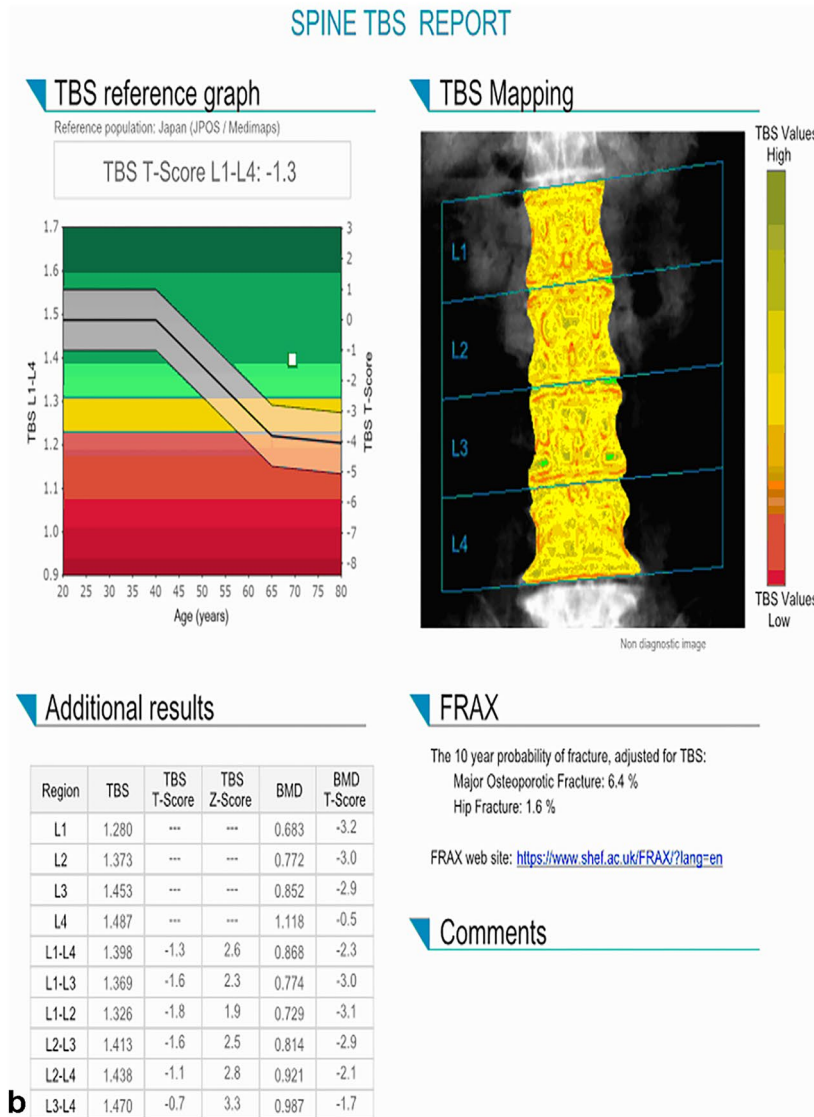 SPINE TBS REPORT
TBS reference graph
Reference population: Japan (JPOS / Medimaps)
TBS T-Score L1-L4: -1.3
1.7
1.6
1.5
1.4
1.3
1.2
1.1
1.0
0.9
TBS L1-L4
3
2
1
0
-1
-2
-3
-4
-5
-6
-7
-8
TBS T-Score
20 25 30 35 40 45 50 55 60 65 70 75 80
Age (years)
TBS Mapping
L1
L2
L3
L4
TBS Values
High
TBS Values
Low
Non diagnostic image
Additional results
Region TBS TBS T-Score TBS Z-Score BMD BMD T-Score
L1 1.280 --- --- 0.683 -3.2
L2 1.373 --- --- 0.772 -3.0
L3 1.453 --- --- 0.852 -2.9
L4 1.487 --- --- 1.118 -0.5
L1-L4 1.398 -1.3 2.6 0.868 -2.3
L1-L3 1.369 -1.6 2.3 0.774 -3.0
L1-L2 1.326 -1.8 1.9 0.729 -3.1
L2-L3 1.413 -1.6 2.5 0.814 -2.9
L2-L4 1.438 -1.1 2.8 0.921 -2.1
L3-L4 1.470 -0.7 3.3 0.987 -1.7
FRAX
The 10 year probability of fracture, adjusted for TBS:
Major Osteoporotic Fracture: 6.4 %
Hip Fracture: 1.6 %
FRAX web site: https://www.shef.ac.uk/FRAX/?lang=en
Comments
b